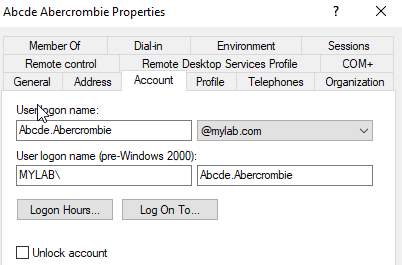 Abcde Abercrombie Properties
?
Member Of Dial-in Environment Sessions
Remote control Remote Desktop Services Profile COM+
General Address Account Profile Telephones Organization
User logon name:
Abcde.Abercrombie @mylab.com
User logon name (pre-Windows 2000):
MYLAB\ Abcde.Abercrombie
Logon Hours... Log On To...
Unlock account